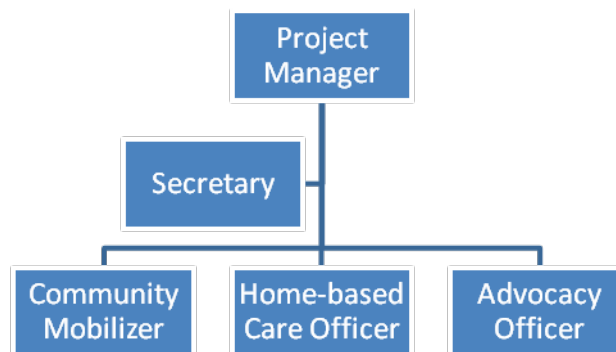 Project
Manager
Secretary
Community
Mobilizer
Home-based
Care Officer
Advocacy
Officer